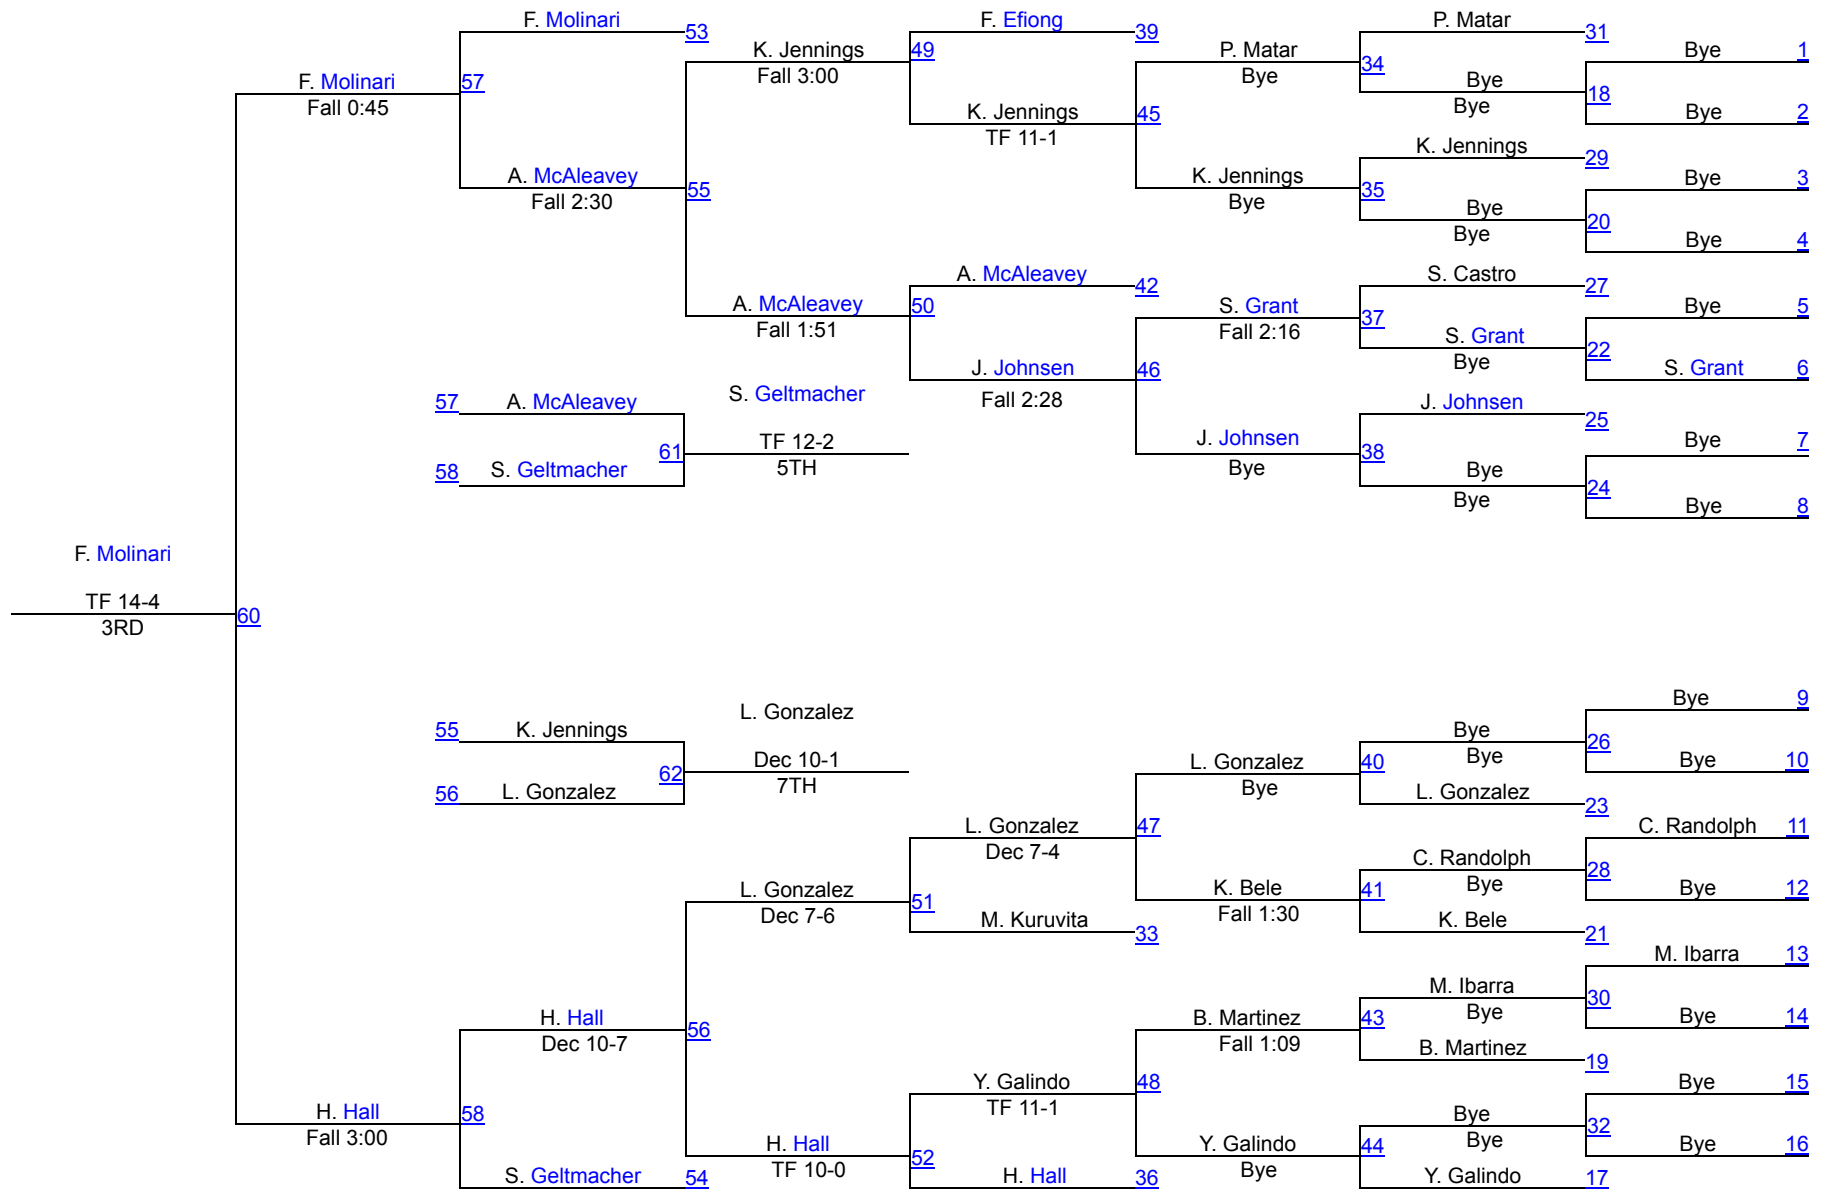 F. Molinari
53
F. Molinari
Fall 0:45
57
A. McAleavey
Fall 2:30
K. Jennings
Fall 3:00
49
55
F. Efiong
39
K. Jennings
TF 11-1
45
P. Matar
Bye
34
P. Matar
31
Bye
Bye
18
Bye
1
Bye
2
K. Jennings
Bye
35
K. Jennings
29
Bye
Bye
20
Bye
3
Bye
4
A. McAleavey
Fall 1:51
50
A. McAleavey
42
J. Johnsen
Fall 2:28
46
S. Grant
Fall 2:16
37
S. Castro
27
S. Grant
Bye
22
Bye
5
S. Grant
6
J. Johnsen
Bye
38
J. Johnsen
25
Bye
Bye
24
Bye
7
Bye
8
57
A. McAleavey
58
S. Geltmacher
61
S. Geltmacher
TF 12-2
5TH
F. Molinari
TF 14-4
3RD
60
55
K. Jennings
56
L. Gonzalez
62
L. Gonzalez
Dec 10-1
7TH
L. Gonzalez
Dec 7-6
51
L. Gonzalez
Dec 7-4
47
L. Gonzalez
Bye
40
Bye
Bye
26
Bye
9
Bye
10
L. Gonzalez
23
K. Bele
Fall 1:30
41
C. Randolph
Bye
28
C. Randolph
11
Bye
12
K. Bele
21
M. Kuruvita
33
H. Hall
Dec 10-7
56
H. Hall
Fall 3:00
58
S. Geltmacher
54
H. Hall
TF 10-0
52
Y. Galindo
TF 11-1
48
H. Hall
36
B. Martinez
Fall 1:09
43
M. Ibarra
Bye
30
M. Ibarra
13
Bye
14
B. Martinez
19
Y. Galindo
Bye
44
Bye
Bye
32
Bye
15
Bye
16
Y. Galindo
17